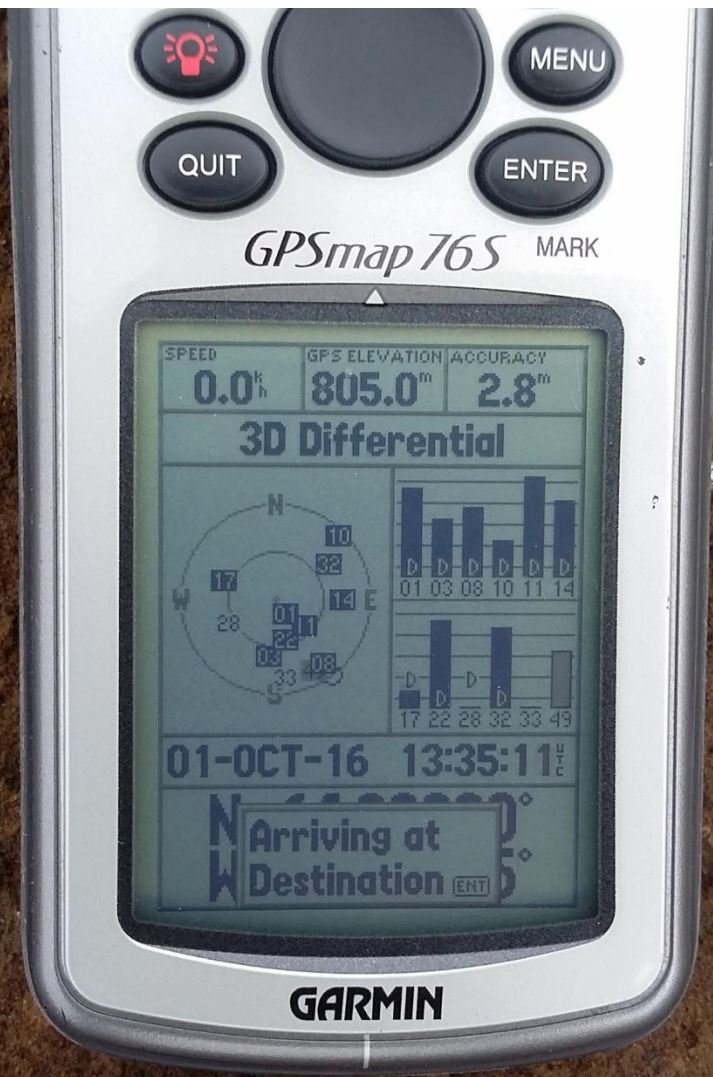 MENU
QUIT
ENTER
GPSmap 76S MARK
SPEED GPS ELEVATION ACCURACY
0.0 k/h 805.0 m 2.8 m
3D Differential
N
10
32
17
14
W E
01
28
11
22
03
08
33
S
D D D D D D
01 03 08 10 11 14
D D D D
17 22 28 32 33 49
01-OCT-16 13:35:11 UTC
N °
Arriving at
W °
Destination ENT
GARMIN